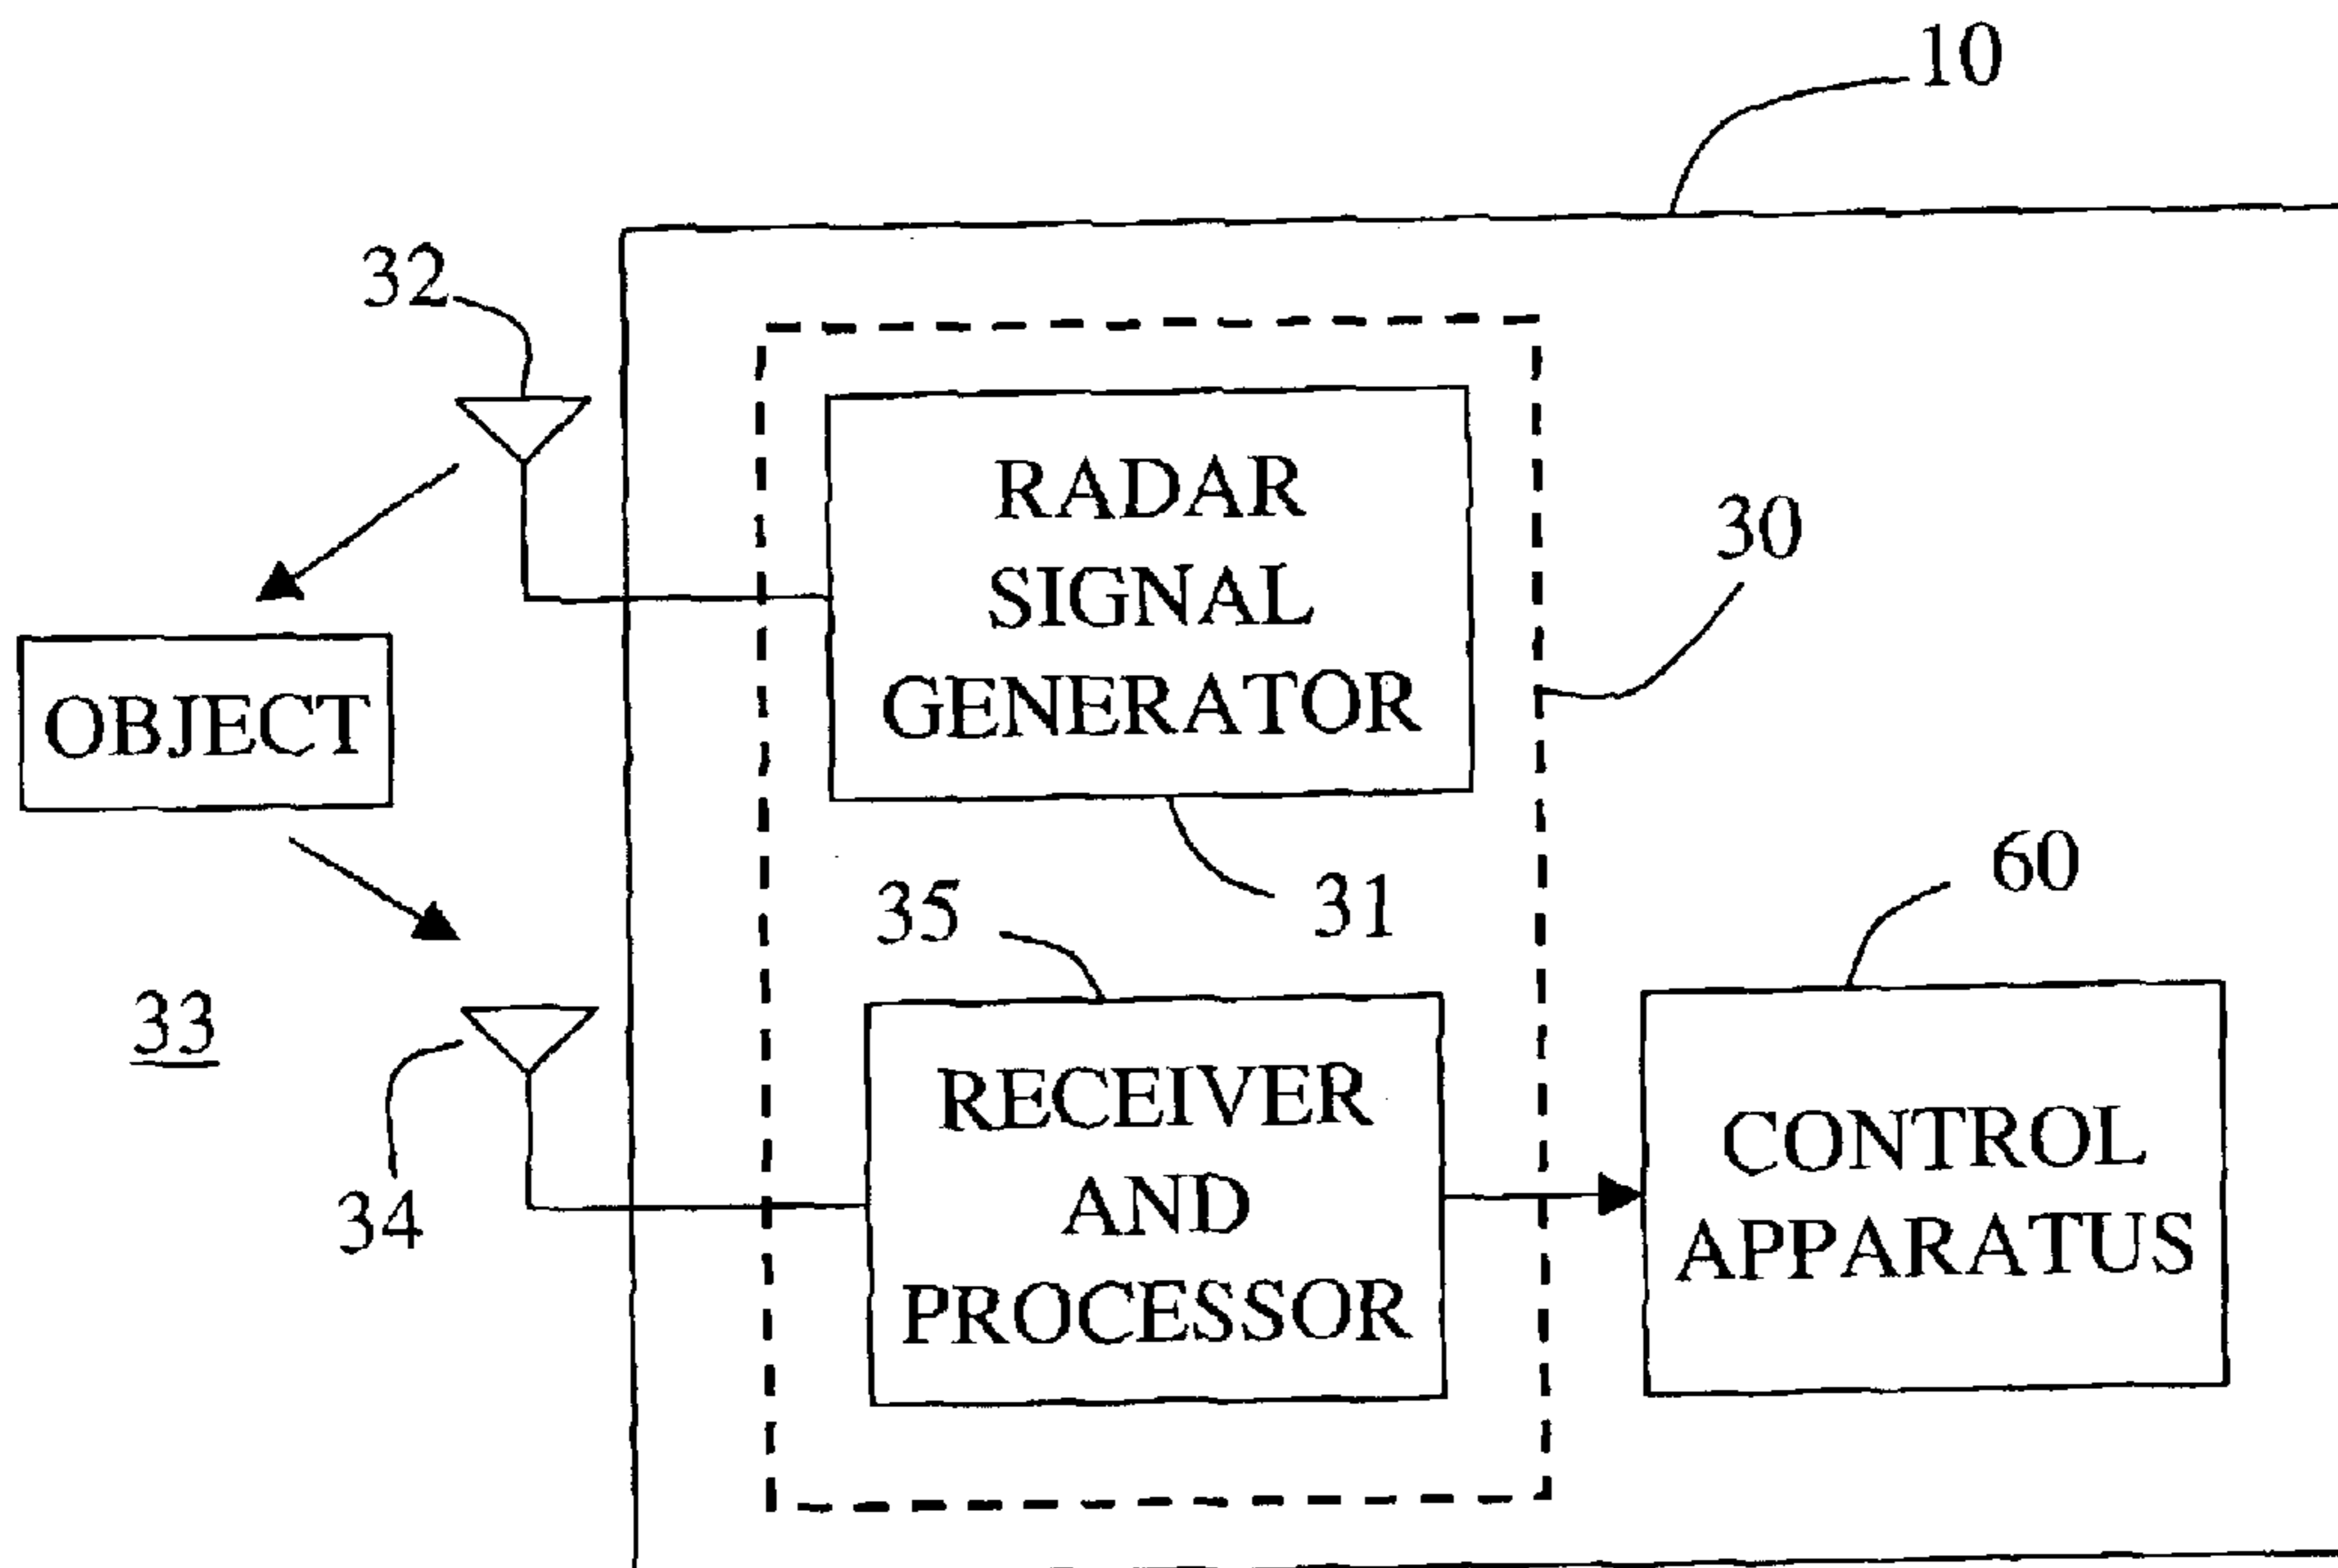 10
32
RADAR
SIGNAL
GENERATOR
30
OBJECT
31
35
60
33
34
RECEIVER
AND
PROCESSOR
CONTROL
APPARATUS